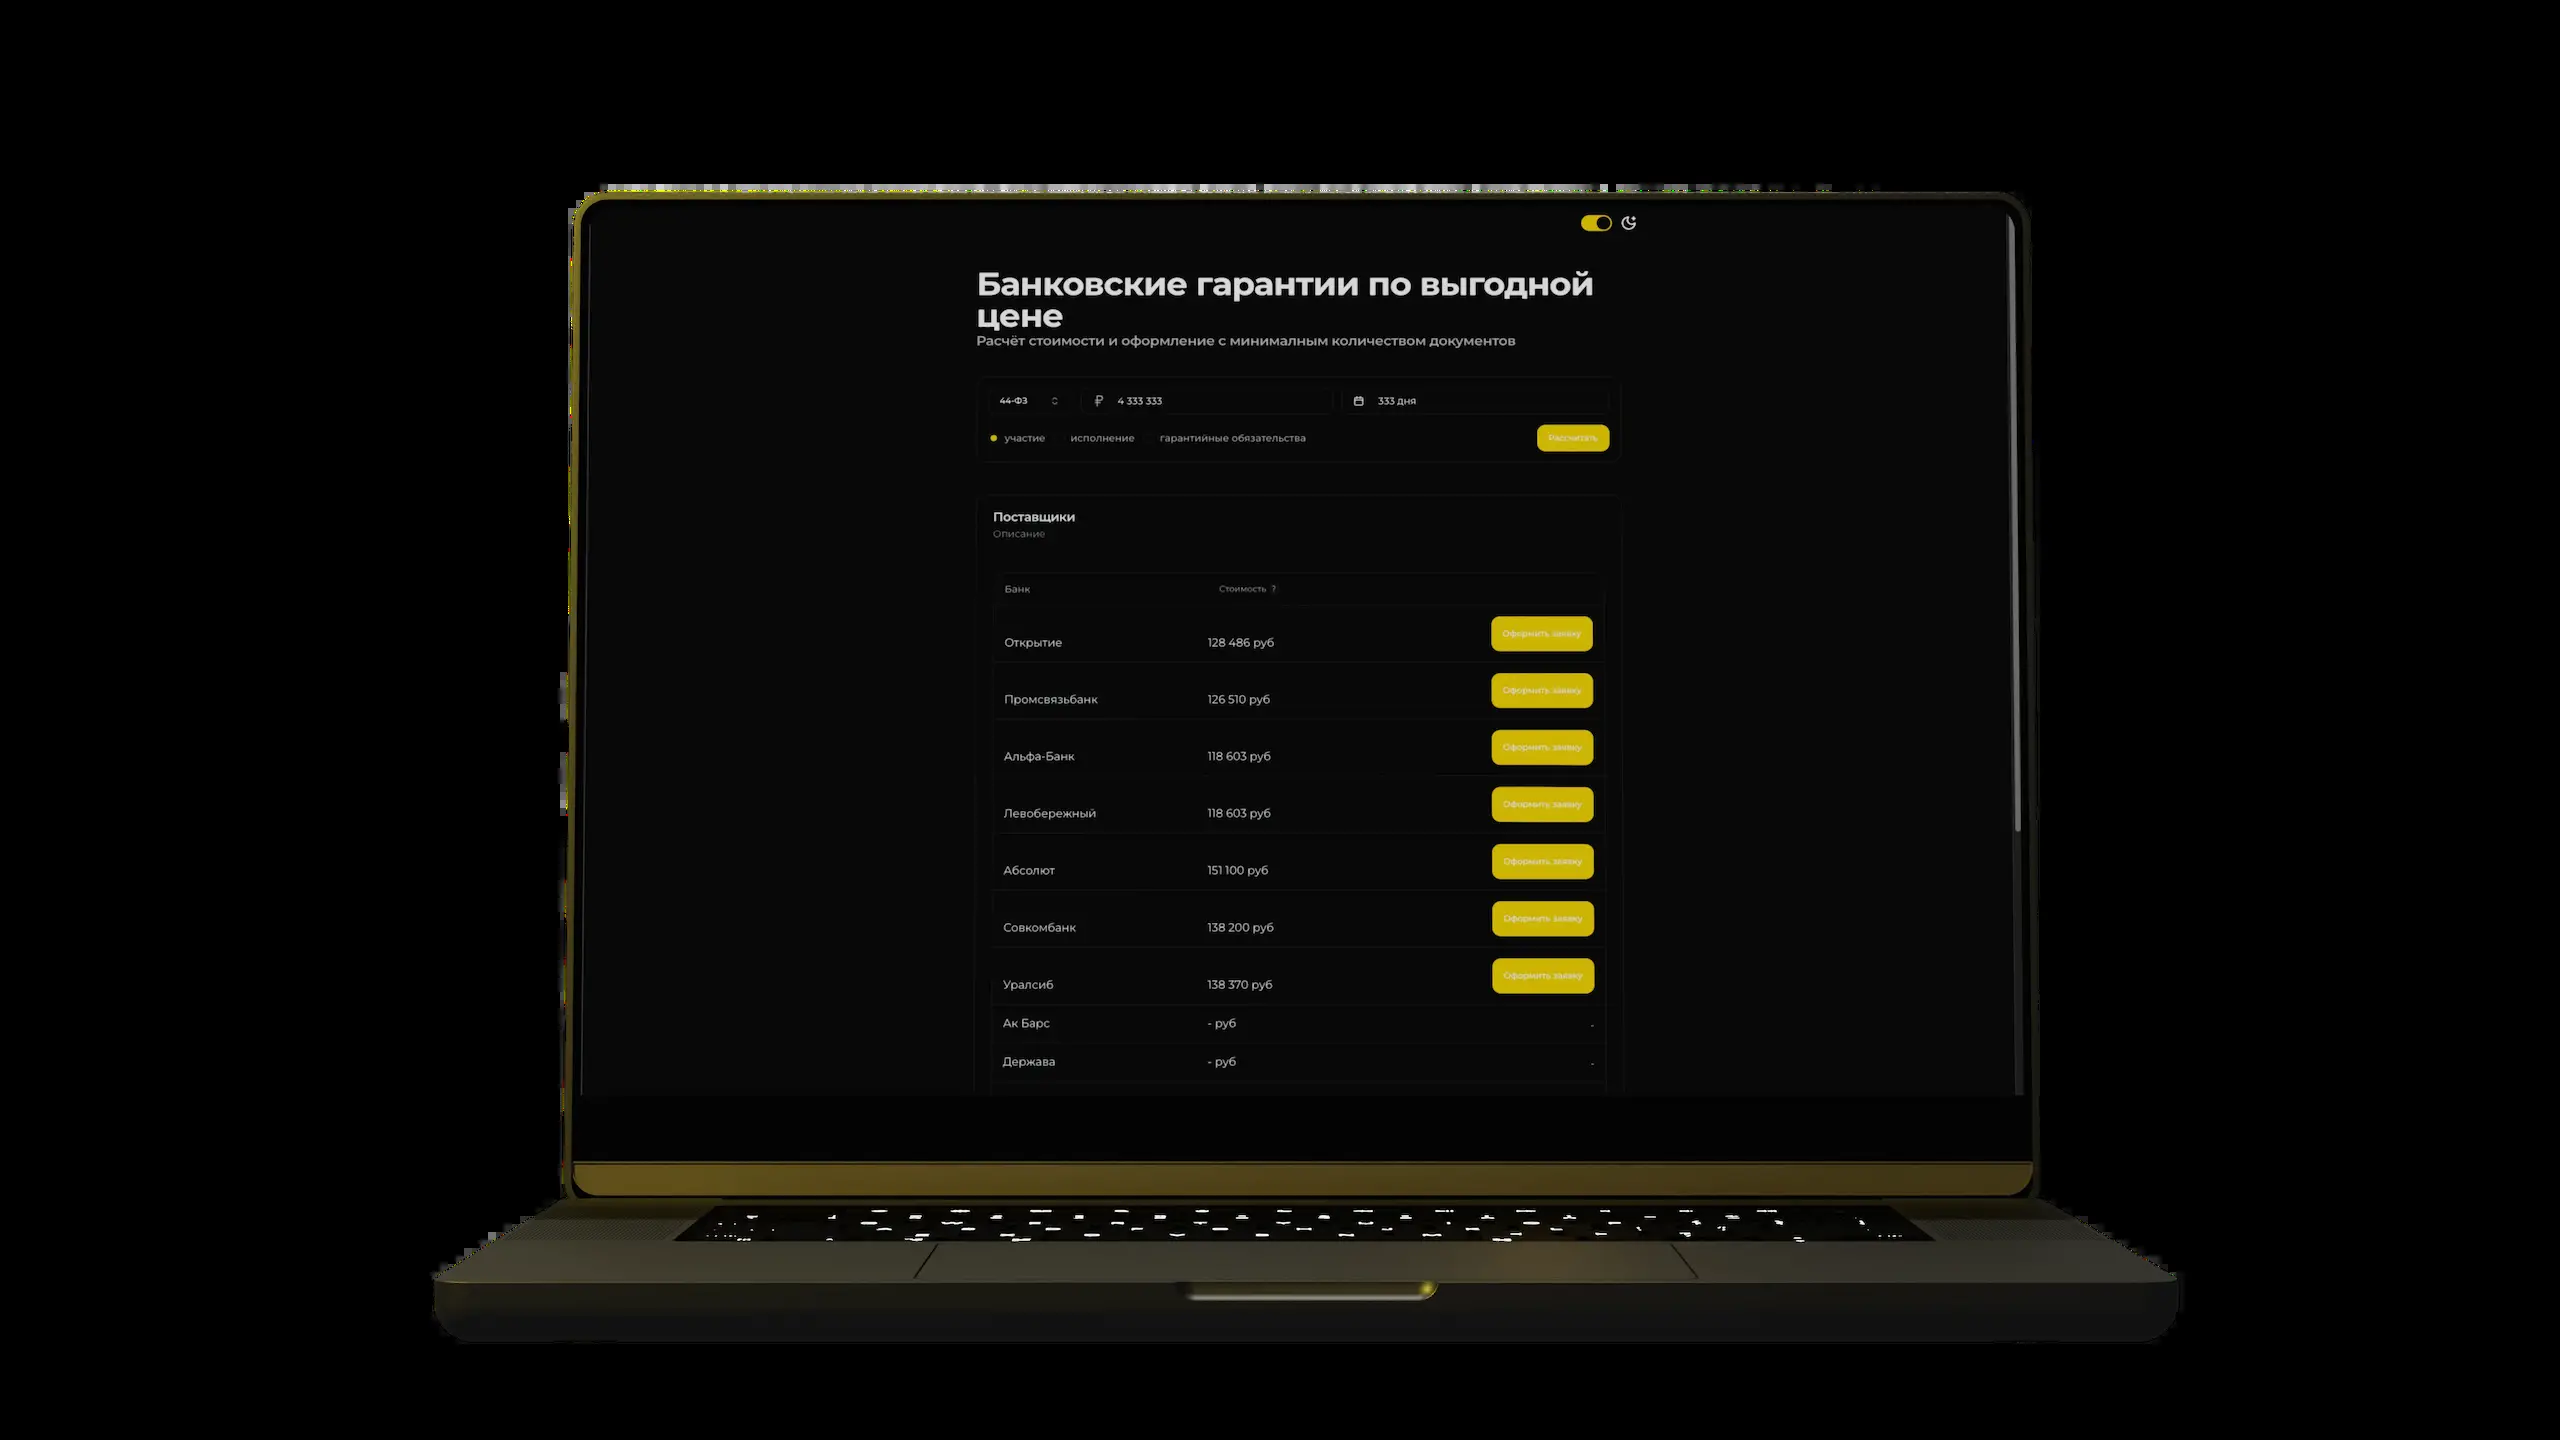 Банковские гарантии по выгодной
цене
Расчёт стоимости и оформление с минималным количеством документов
44-ФЗ ₽ 4 333 333 333 дня
участие исполнение гарантийные обязательства Рассчитать
Поставщики
Описание
Банк Стоимость ?
Открытие 128 486 руб Оформить заявку
Промсвязьбанк 126 510 руб Оформить заявку
Альфа-Банк 118 603 руб Оформить заявку
Левобережный 118 603 руб Оформить заявку
Абсолют 151 100 руб Оформить заявку
Совкомбанк 138 200 руб Оформить заявку
Уралсиб 138 370 руб Оформить заявку
Ак Барс - руб -
Держава - руб -